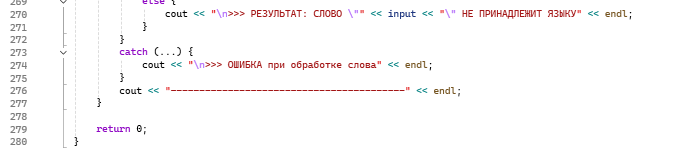 269 else {
270 cout << "\n>>> РЕЗУЛЬТАТ: СЛОВО \"" << input << "\" НЕ ПРИНАДЛЕЖИТ ЯЗЫКУ" << endl;
271 }
272 }
273 catch (...) {
274 cout << "\n>>> ОШИБКА при обработке слова" << endl;
275 }
276 cout << "-----------------------------------------" << endl;
277 }
278
279 return 0;
280 }